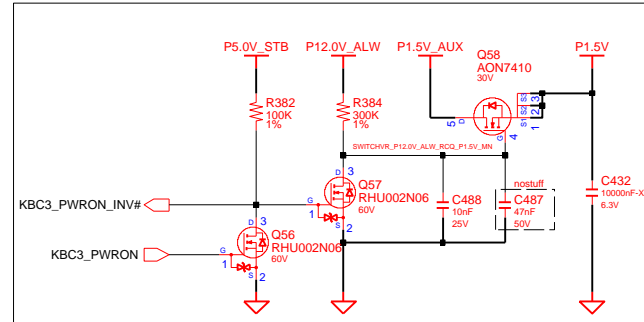 P5.0V_STB
P12.0V_ALW
P1.5V_AUX
P1.5V
Q58
AON7410
30V
R382
100K
1%
R384
300K
1%
D
5
S3
S2
S1
3
2
1
G
4
SWITCHVR_P12.0V_ALW_RCQ_P1.5V_MN
KBC3_PWRON_INV#
D
3
Q57
RHU002N06
60V
G
1
S
2
C488
10nF
25V
nostuff
C487
47nF
50V
C432
10000nF-X
6.3V
KBC3_PWRON
D
3
Q56
RHU002N06
60V
G
1
S
2